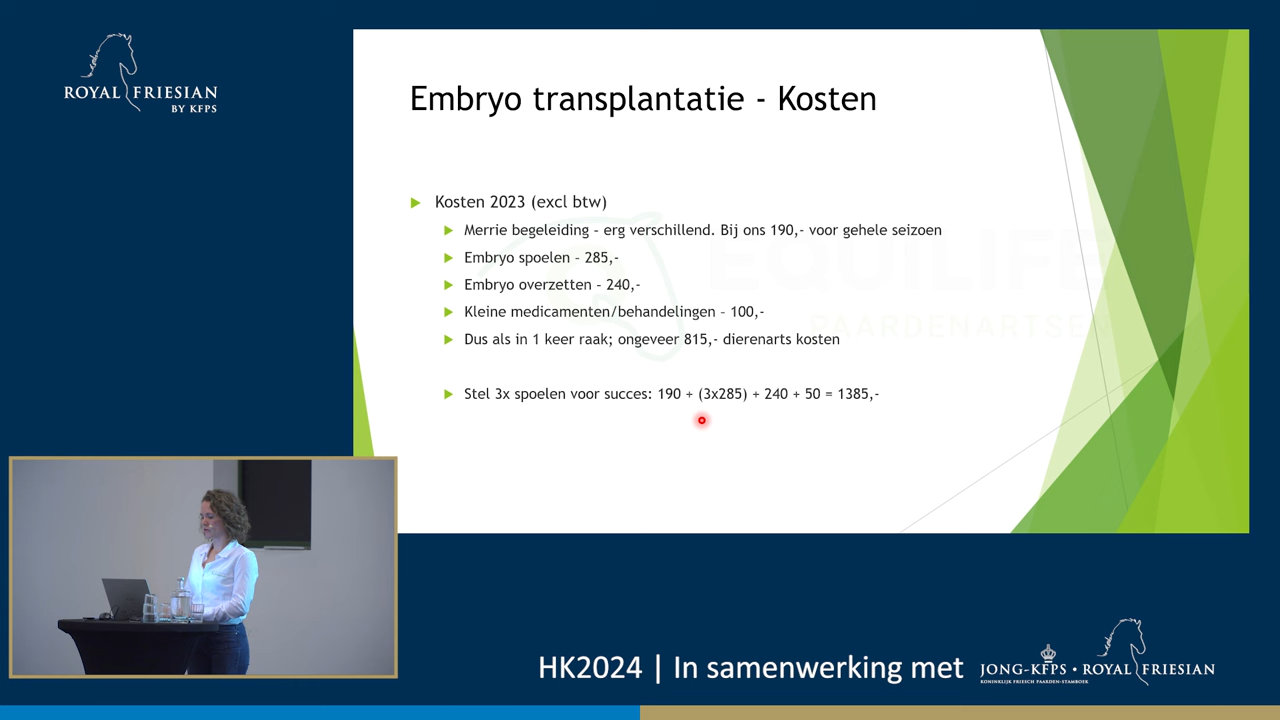 ROYAL FRIESIAN
BY KFPS
Embryo transplantatie - Kosten
Kosten 2023 (excl btw)
Merrie begeleiding – erg verschillend. Bij ons 190,- voor gehele seizoen
Embryo spoelen – 285,-
Embryo overzetten – 240,-
Kleine medicamenten/behandelingen – 100,-
Dus als in 1 keer raak; ongeveer 815,- dierenarts kosten
Stel 3x spoelen voor succes: 190 + (3x285) + 240 + 50 = 1385,-
EQUILIFE
PAARDENARTSEN
HK2024 | In samenwerking met
JONG-KFPS • ROYAL FRIESIAN
KONINKLIJK FRIESCH PAARDEN-STAMBOEK